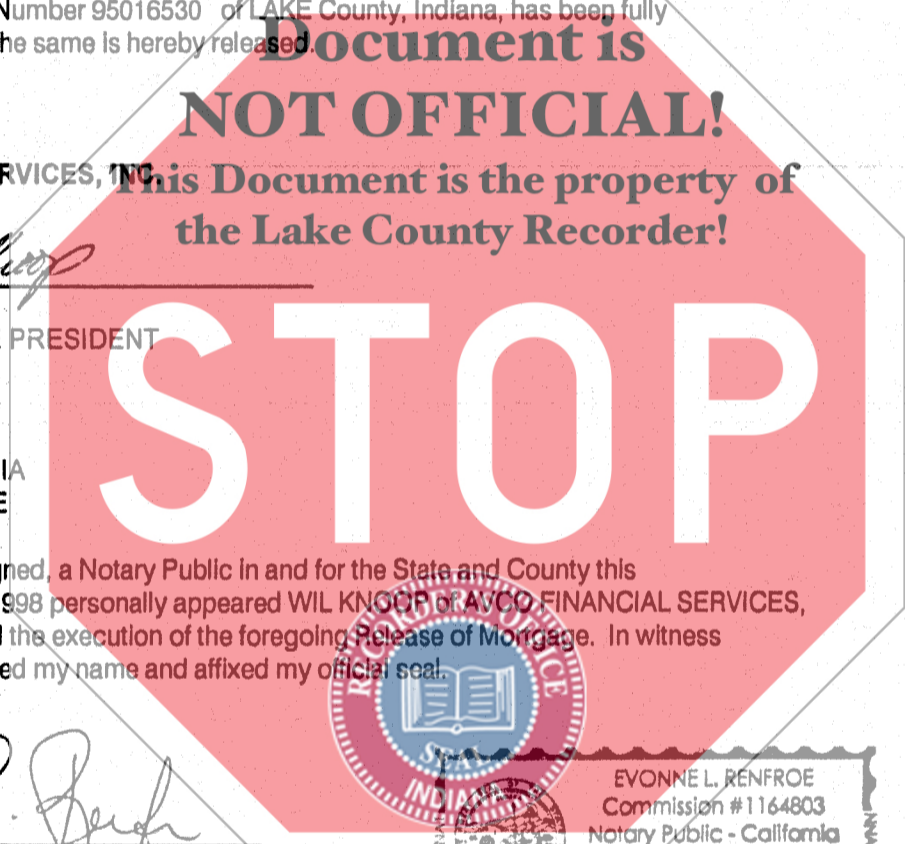 Number 95016530 of LAKE County, Indiana, has been fully
he same is hereby released.
Document is
NOT OFFICIAL!
RVICES, INC.
This Document is the property of
the Lake County Recorder!
PRESIDENT
STOP
IA
E
ned, a Notary Public in and for the State and County this
998 personally appeared WIL KNOOP of AVCO FINANCIAL SERVICES,
the execution of the foregoing Release of Mortgage. In witness
ed my name and affixed my official seal.
RECORDER'S OFFICE
SEAL
INDIANA
EVONNE L. RENFROE
Commission #1164803
Notary Public - California